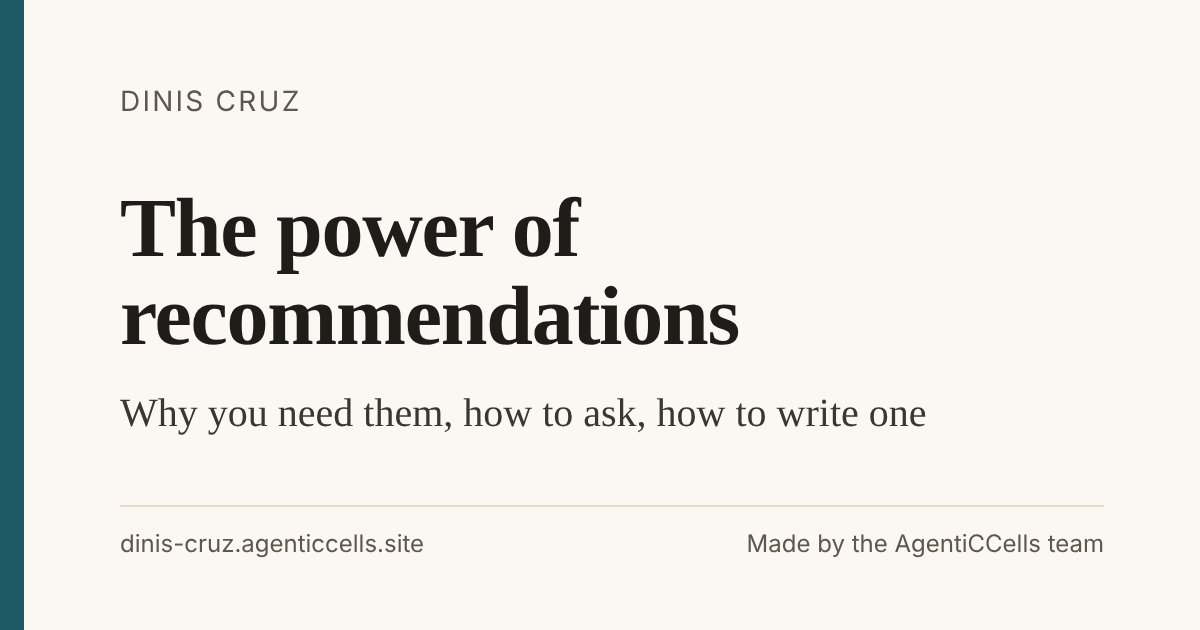 DINIS CRUZ
The power of
recommendations
Why you need them, how to ask, how to write one
dinis-cruz.agenticcells.site
Made by the AgentiCCells team